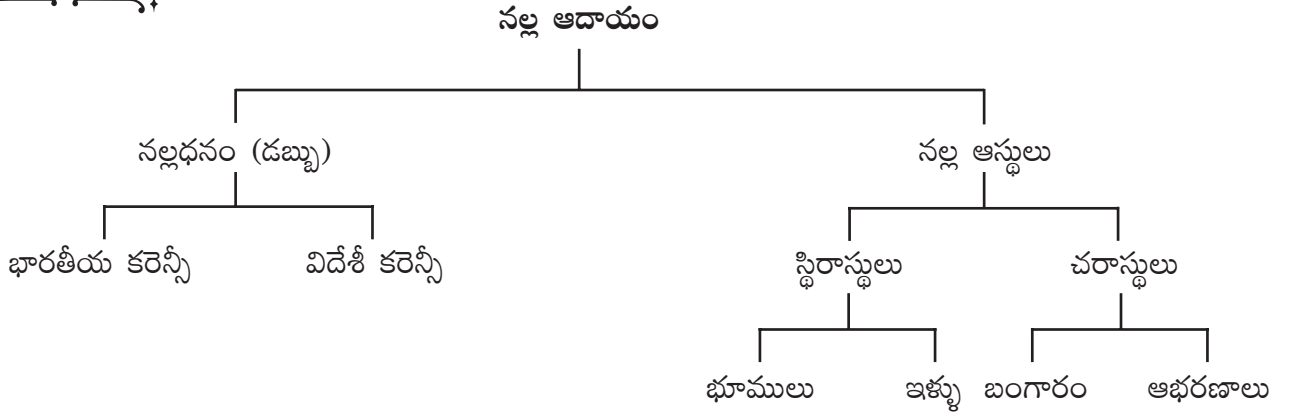 నల్ల ఆదాయం
నల్లధనం (డబ్బు) నల్ల ఆస్థులు
భారతీయ కరెన్సీ విదేశీ కరెన్సీ స్థిరాస్థులు చరాస్థులు
భూములు ఇళ్ళు బంగారం ఆభరణాలు